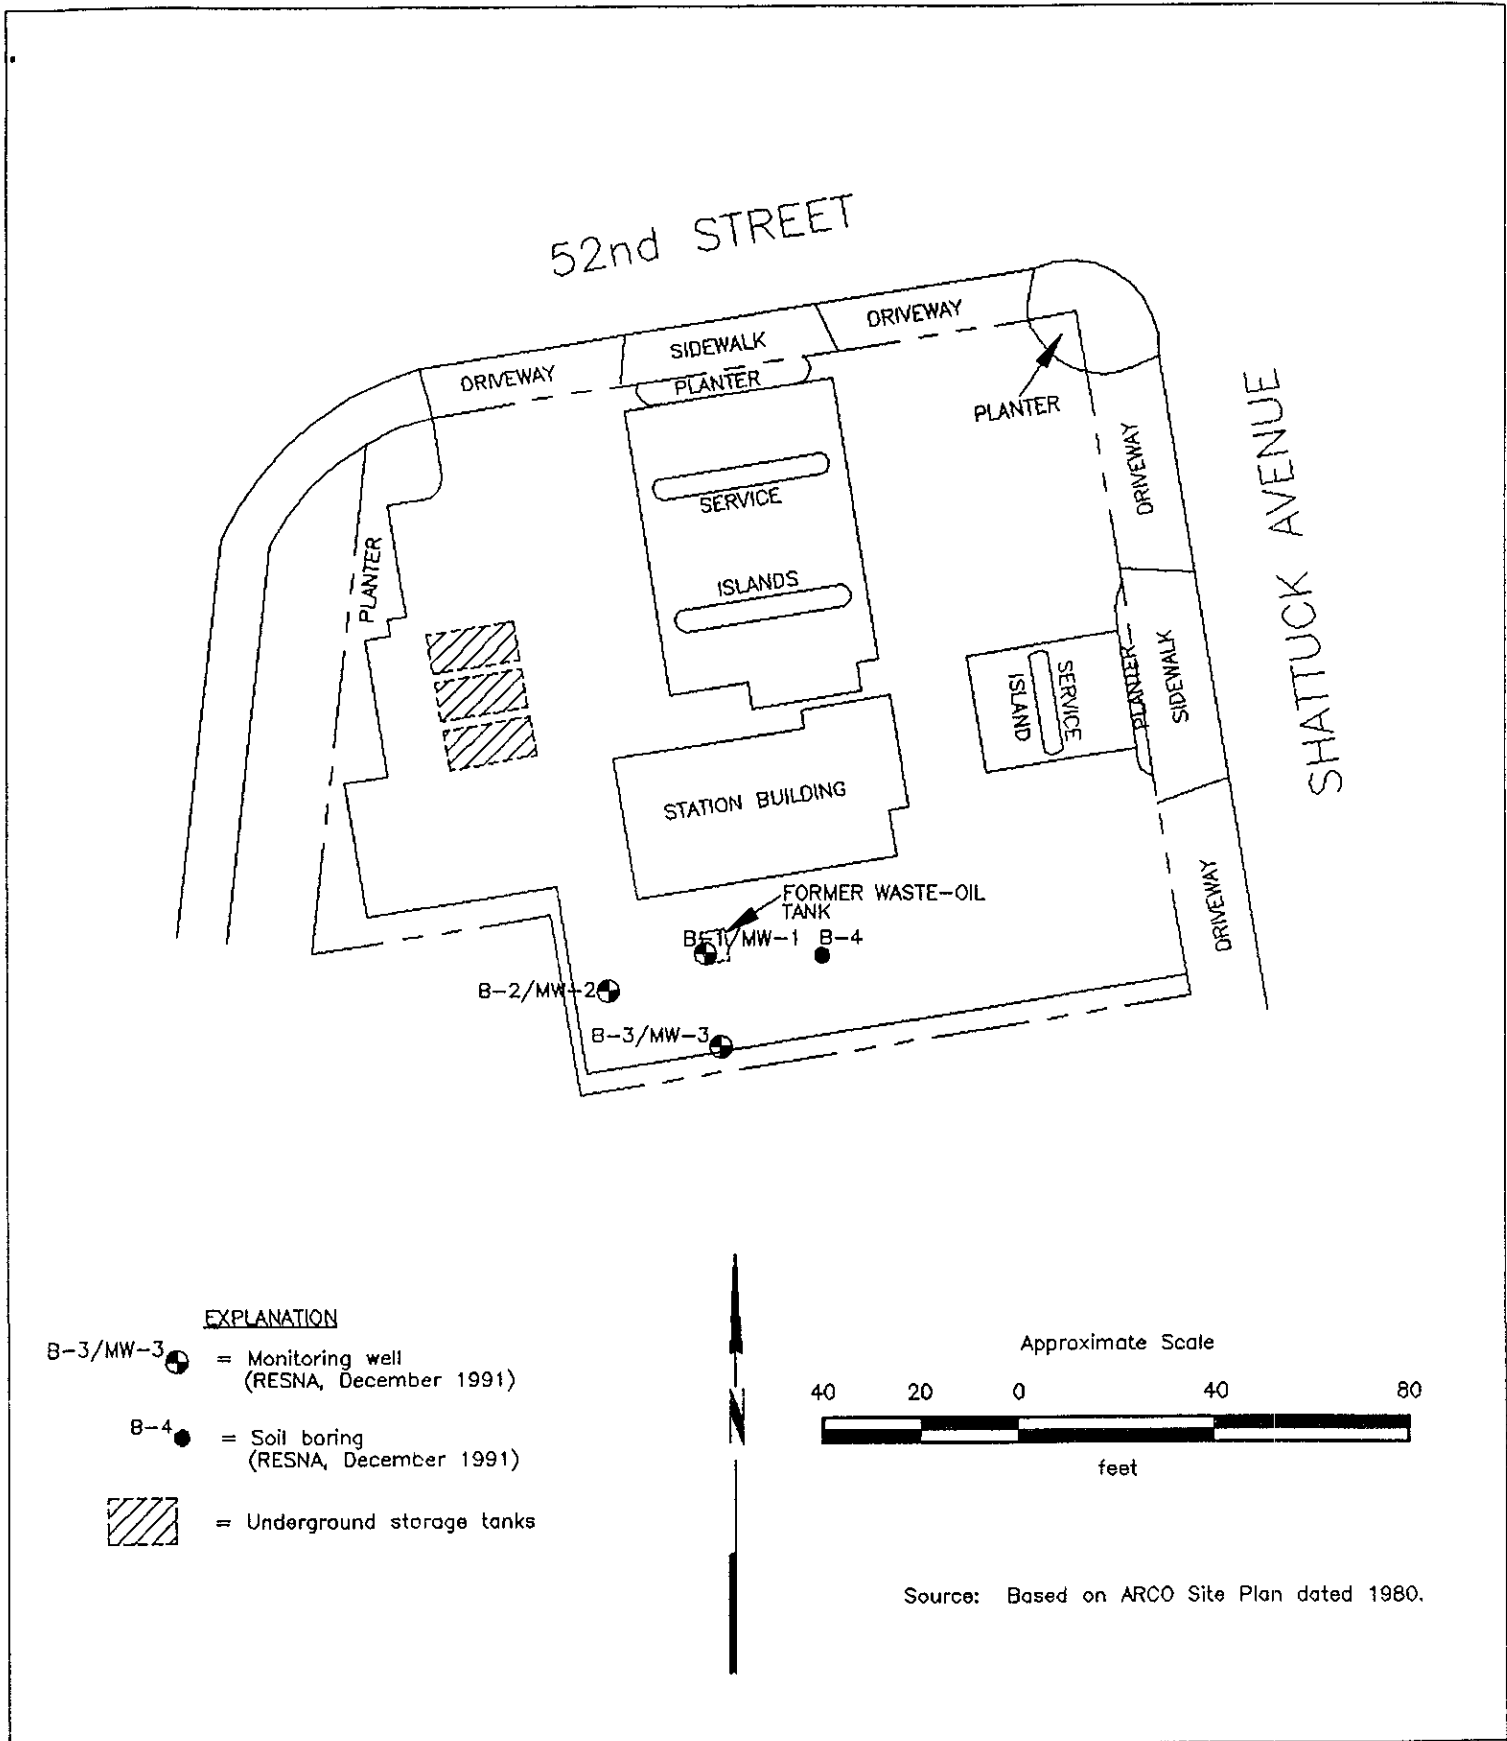 52nd STREET
DRIVEWAY
SIDEWALK
DRIVEWAY
PLANTER
PLANTER
SHATTUCK AVENUE
DRIVEWAY
SERVICE
ISLANDS
PLANTER
SERVICE
ISLAND
PLANTER
SIDEWALK
STATION BUILDING
DRIVEWAY
FORMER WASTE-OIL
TANK
B-1/MW-1
B-4
B-2/MW-2
B-3/MW-3
EXPLANATION
B-3/MW-3
= Monitoring well
(RESNA, December 1991)
B-4
= Soil boring
(RESNA, December 1991)
= Underground storage tanks
N
Approximate Scale
40 20 0 40 80
feet
Source: Based on ARCO Site Plan dated 1980.